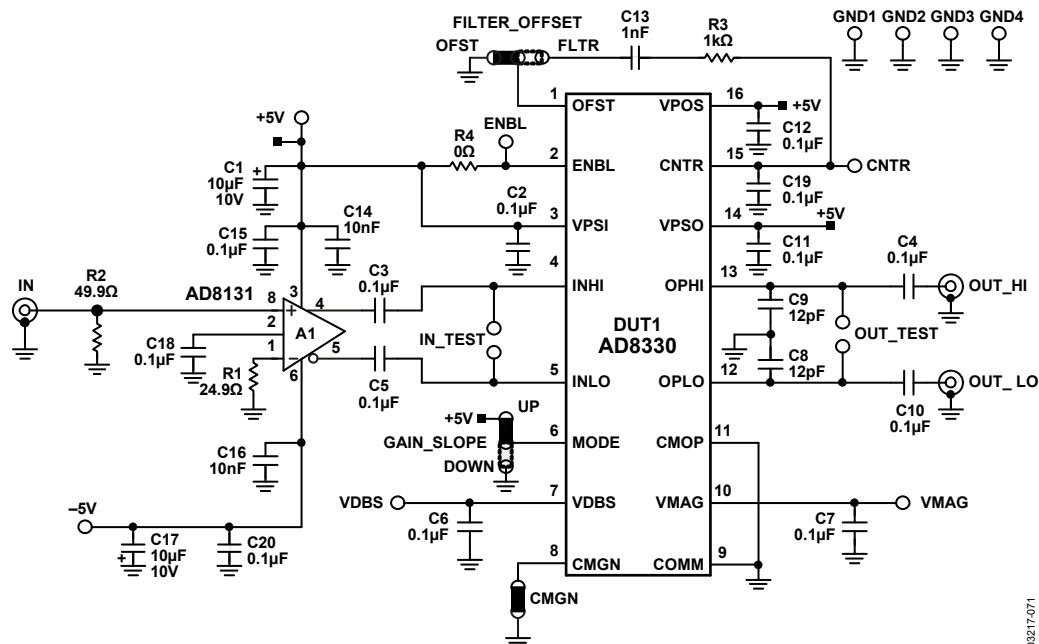 FILTER_OFFSET
OFST FLTR
C13
1nF
R3
1kΩ
GND1 GND2 GND3 GND4
+5V
C1
10µF
10V
+
R4
0Ω
ENBL
C2
0.1µF
C15
0.1µF
C14
10nF
IN
R2
49.9Ω
AD8131
A1
8
2
1
3
4
5
6
+
–
C18
0.1µF
R1
24.9Ω
C3
0.1µF
C5
0.1µF
IN_TEST
C16
10nF
–5V
C17
10µF
10V
+
C20
0.1µF
+5V
UP
GAIN_SLOPE
DOWN
VDBS
C6
0.1µF
CMGN
DUT1
AD8330
1 OFST
2 ENBL
3 VPSI
4 INHI
5 INLO
6 MODE
7 VDBS
8 CMGN
VPOS 16
CNTR 15
VPSO 14
OPHI 13
OPLO 12
CMOP 11
VMAG 10
COMM 9
+5V
C12
0.1µF
CNTR
C19
0.1µF
+5V
C11
0.1µF
C4
0.1µF
OUT_HI
C9
12pF
C8
12pF
OUT_TEST
OUT_LO
C10
0.1µF
VMAG
C7
0.1µF
03217-071